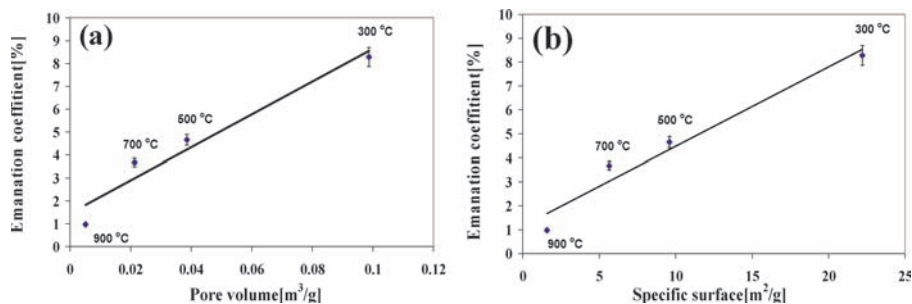 (a)
Emanation coeffitient[%]
10
9
8
7
6
5
4
3
2
1
0
300 °C
500 °C
700 °C
900 °C
0 0.02 0.04 0.06 0.08 0.1 0.12
Pore volume[m³/g]
(b)
Emanation coefficient[%]
10
9
8
7
6
5
4
3
2
1
0
300 °C
500 °C
700 °C
900 °C
0 5 10 15 20 25
Specific surface[m²/g]